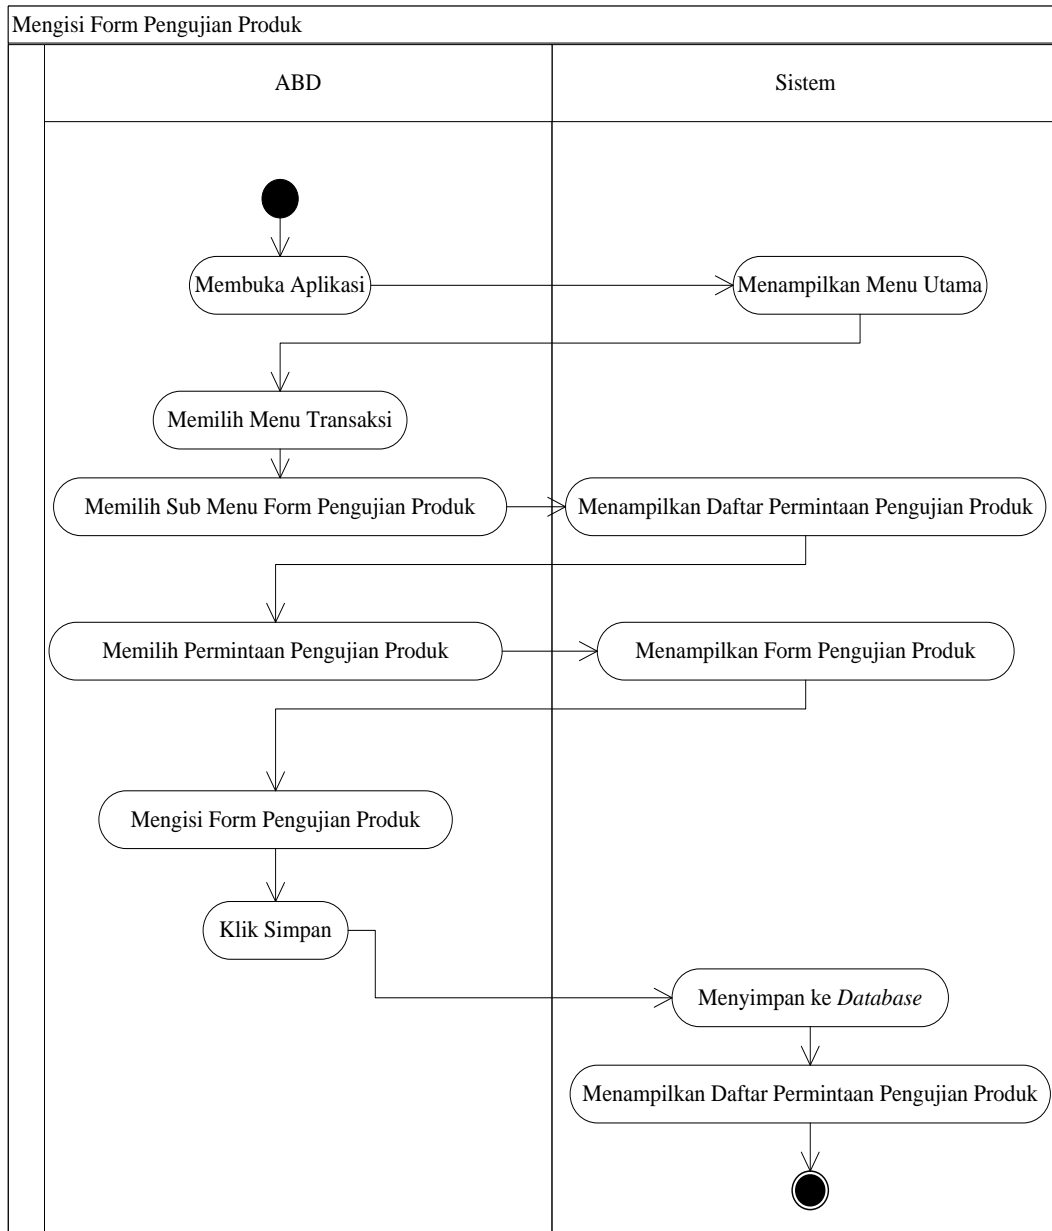 Mengisi Form Pengujian Produk
ABD
Sistem
Membuka Aplikasi
Menampilkan Menu Utama
Memilih Menu Transaksi
Memilih Sub Menu Form Pengujian Produk
Menampilkan Daftar Permintaan Pengujian Produk
Memilih Permintaan Pengujian Produk
Menampilkan Form Pengujian Produk
Mengisi Form Pengujian Produk
Klik Simpan
Menyimpan ke Database
Menampilkan Daftar Permintaan Pengujian Produk